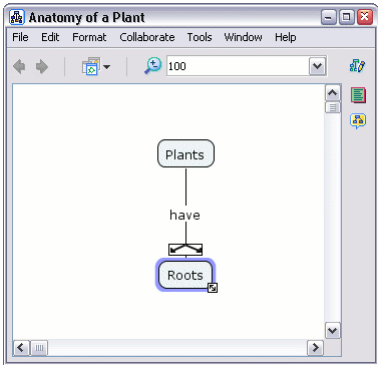 Anatomy of a Plant
File Edit Format Collaborate Tools Window Help
100
Plants
have
Roots